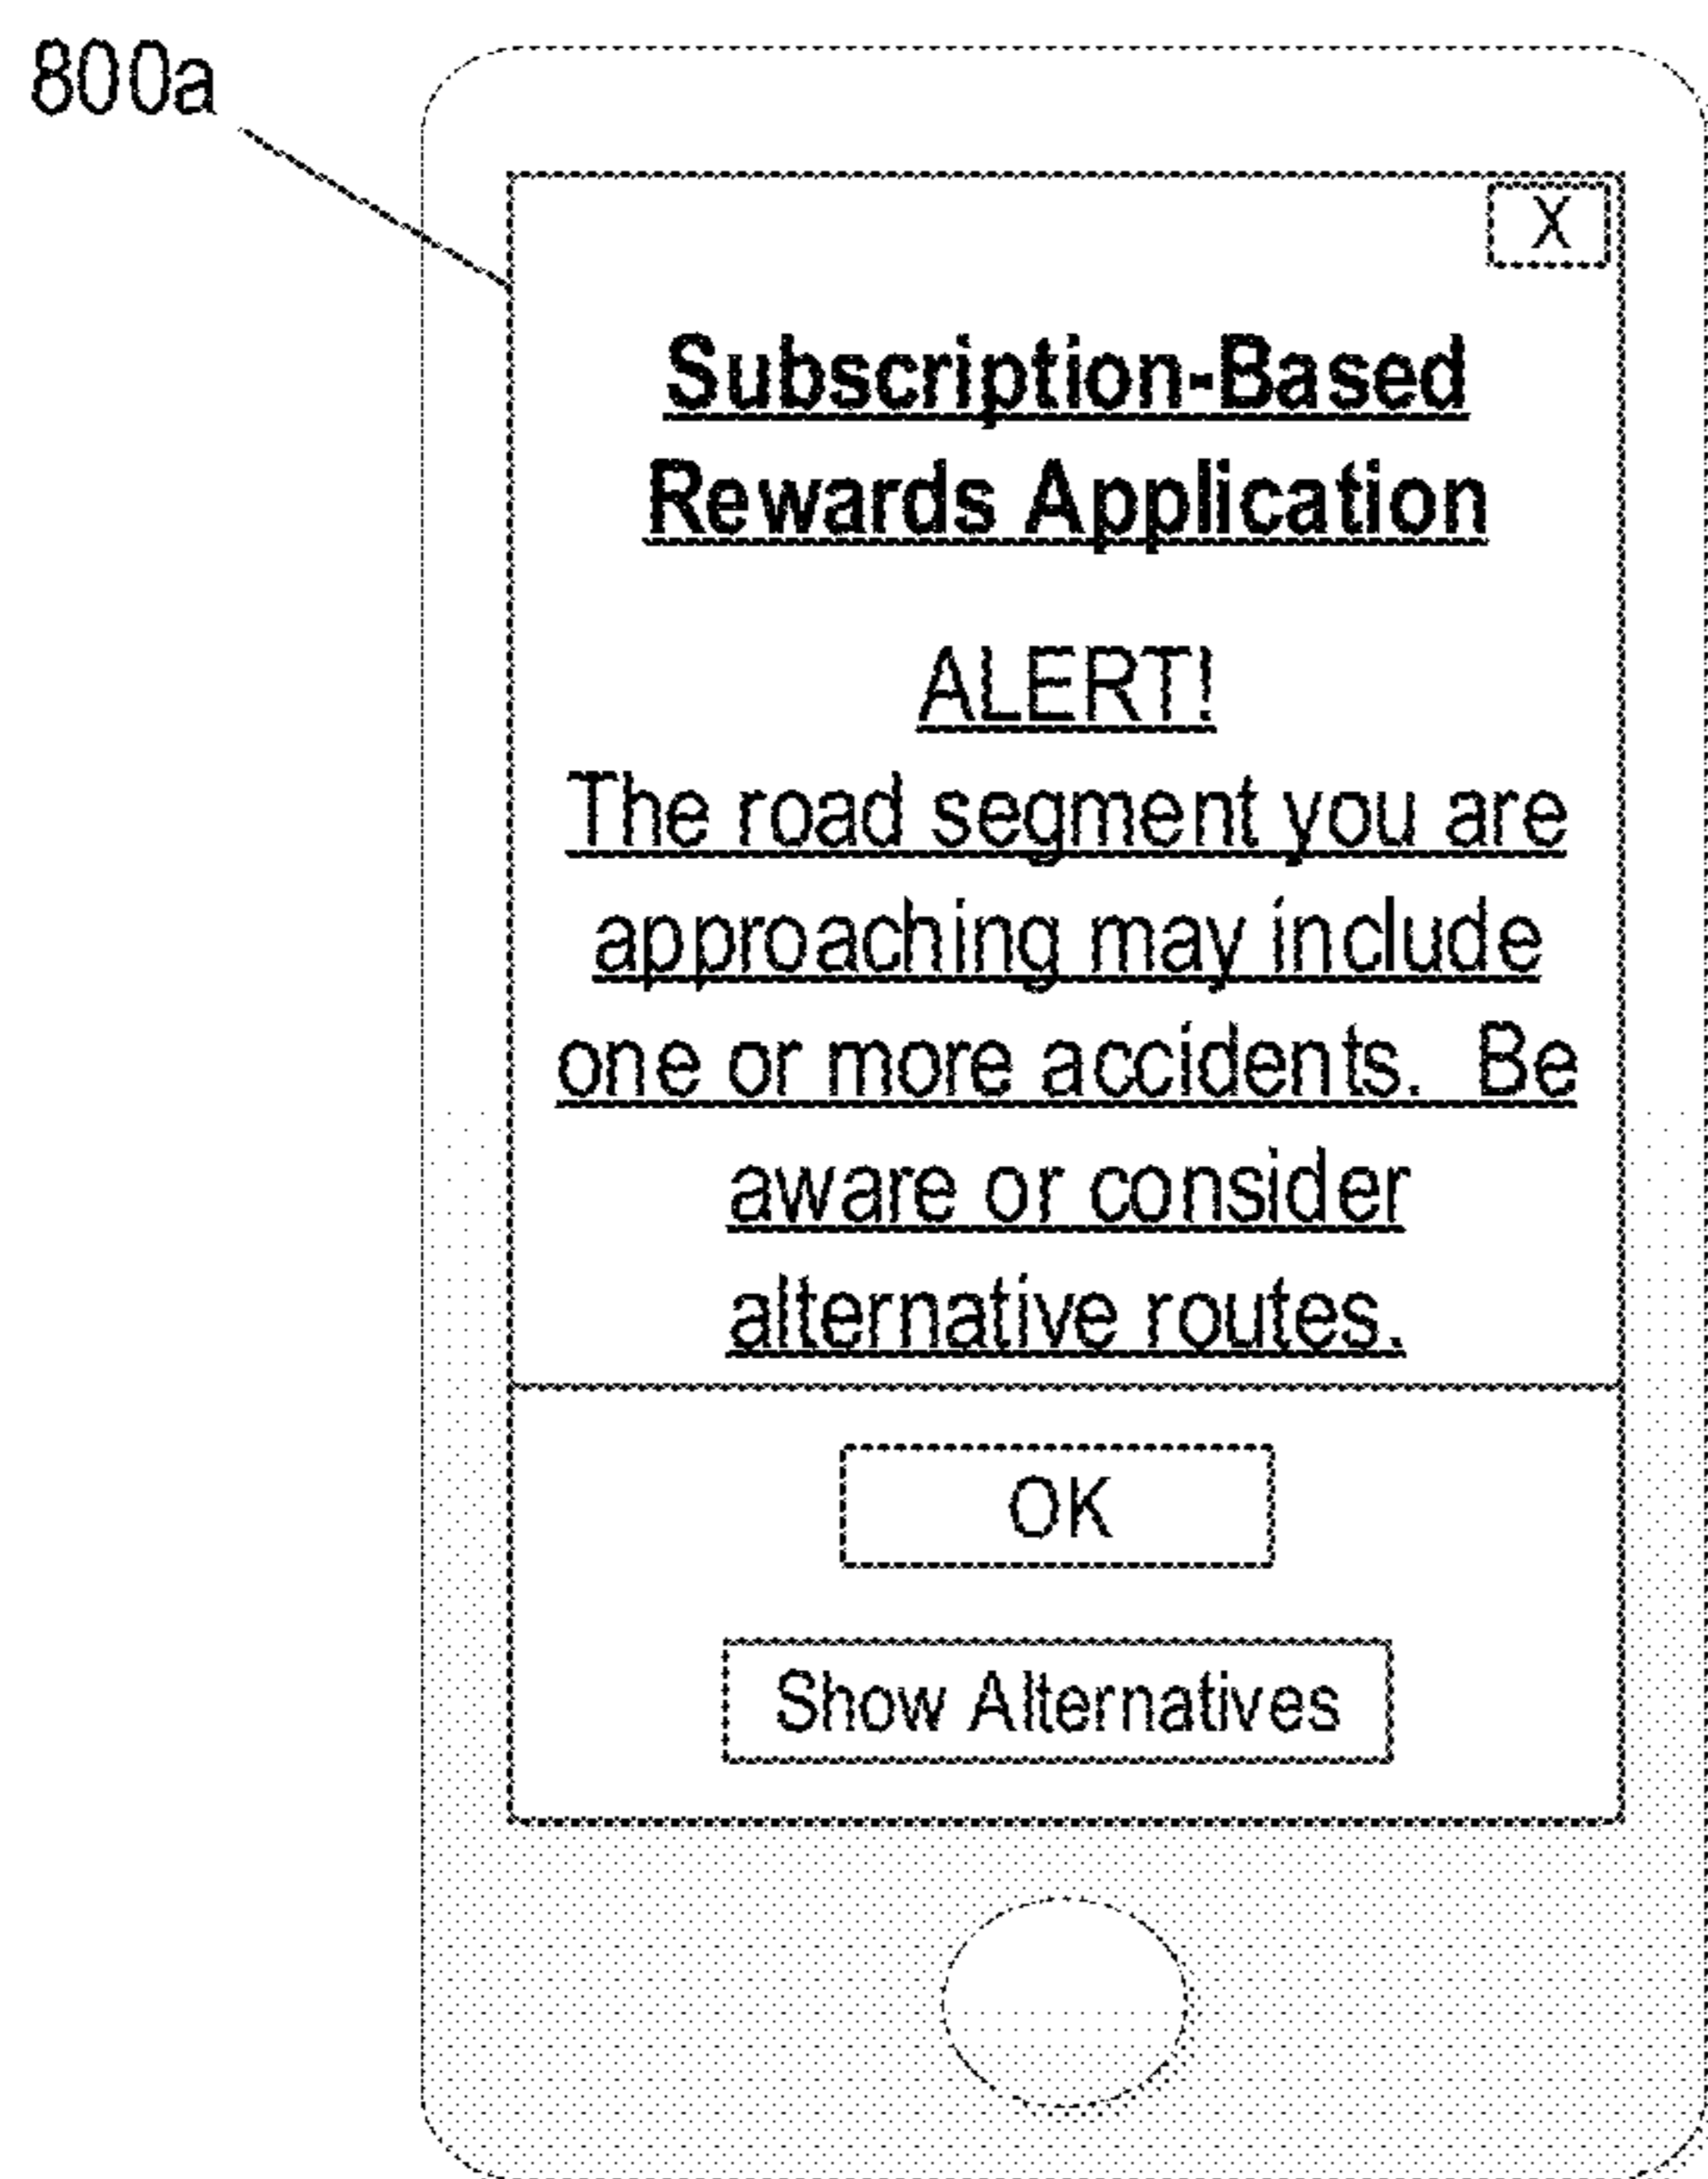 800a
X
Subscription-Based
Rewards Application
ALERT!
The road segment you are
approaching may include
one or more accidents.  Be
aware or consider
alternative routes.
OK
Show Alternatives